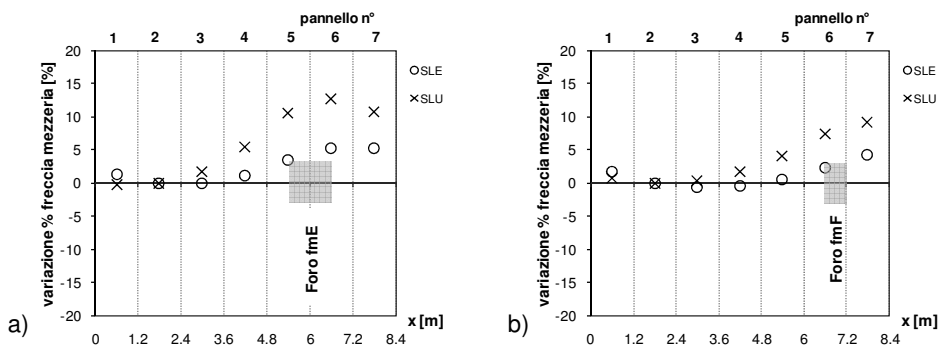 pannello n°
1 2 3 4 5 6 7
variazione % freccia mezzeria [%]
20
15
10
5
0
-5
-10
-15
-20
SLE
SLU
Foro fmE
a)
0 1.2 2.4 3.6 4.8 6 7.2 8.4
x [m]
pannello n°
1 2 3 4 5 6 7
variazione % freccia mezzeria [%]
20
15
10
5
0
-5
-10
-15
-20
SLE
SLU
Foro fmF
b)
0 1.2 2.4 3.6 4.8 6 7.2 8.4
x [m]